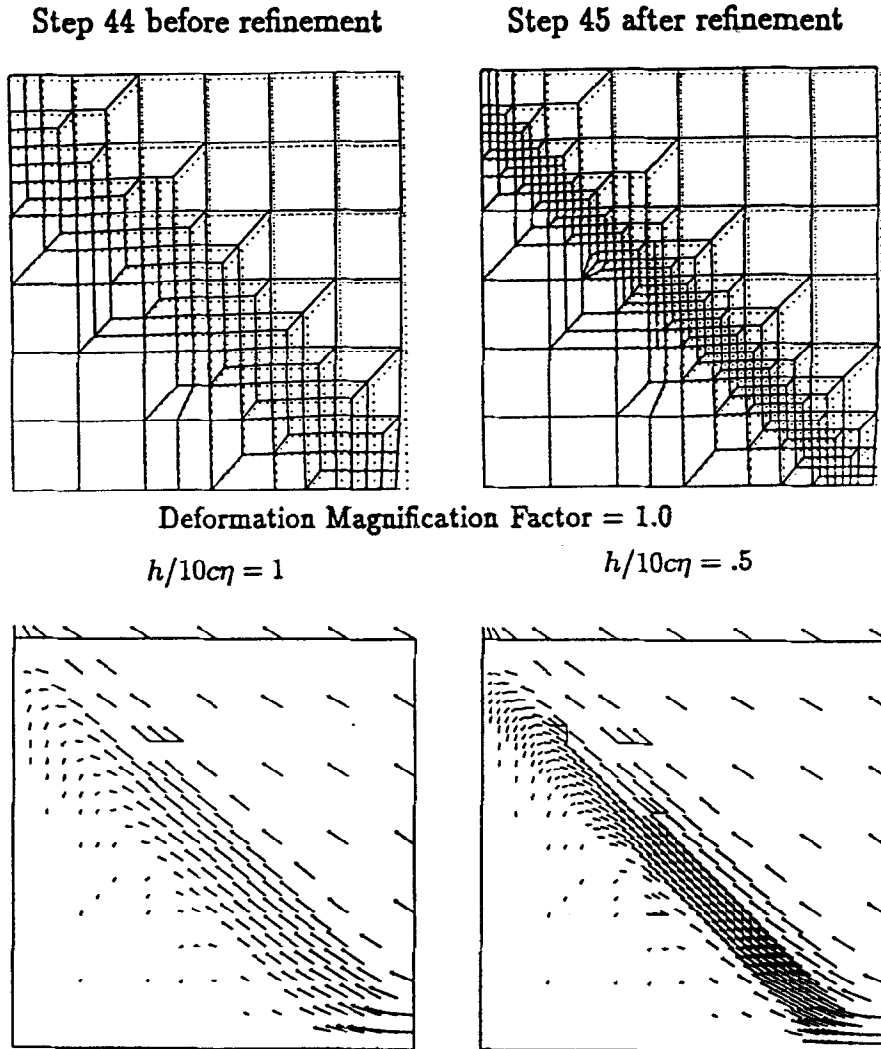 Step 44 before refinement
Step 45 after refinement
Deformation Magnification Factor = 1.0
h/10cη = 1
h/10cη = .5